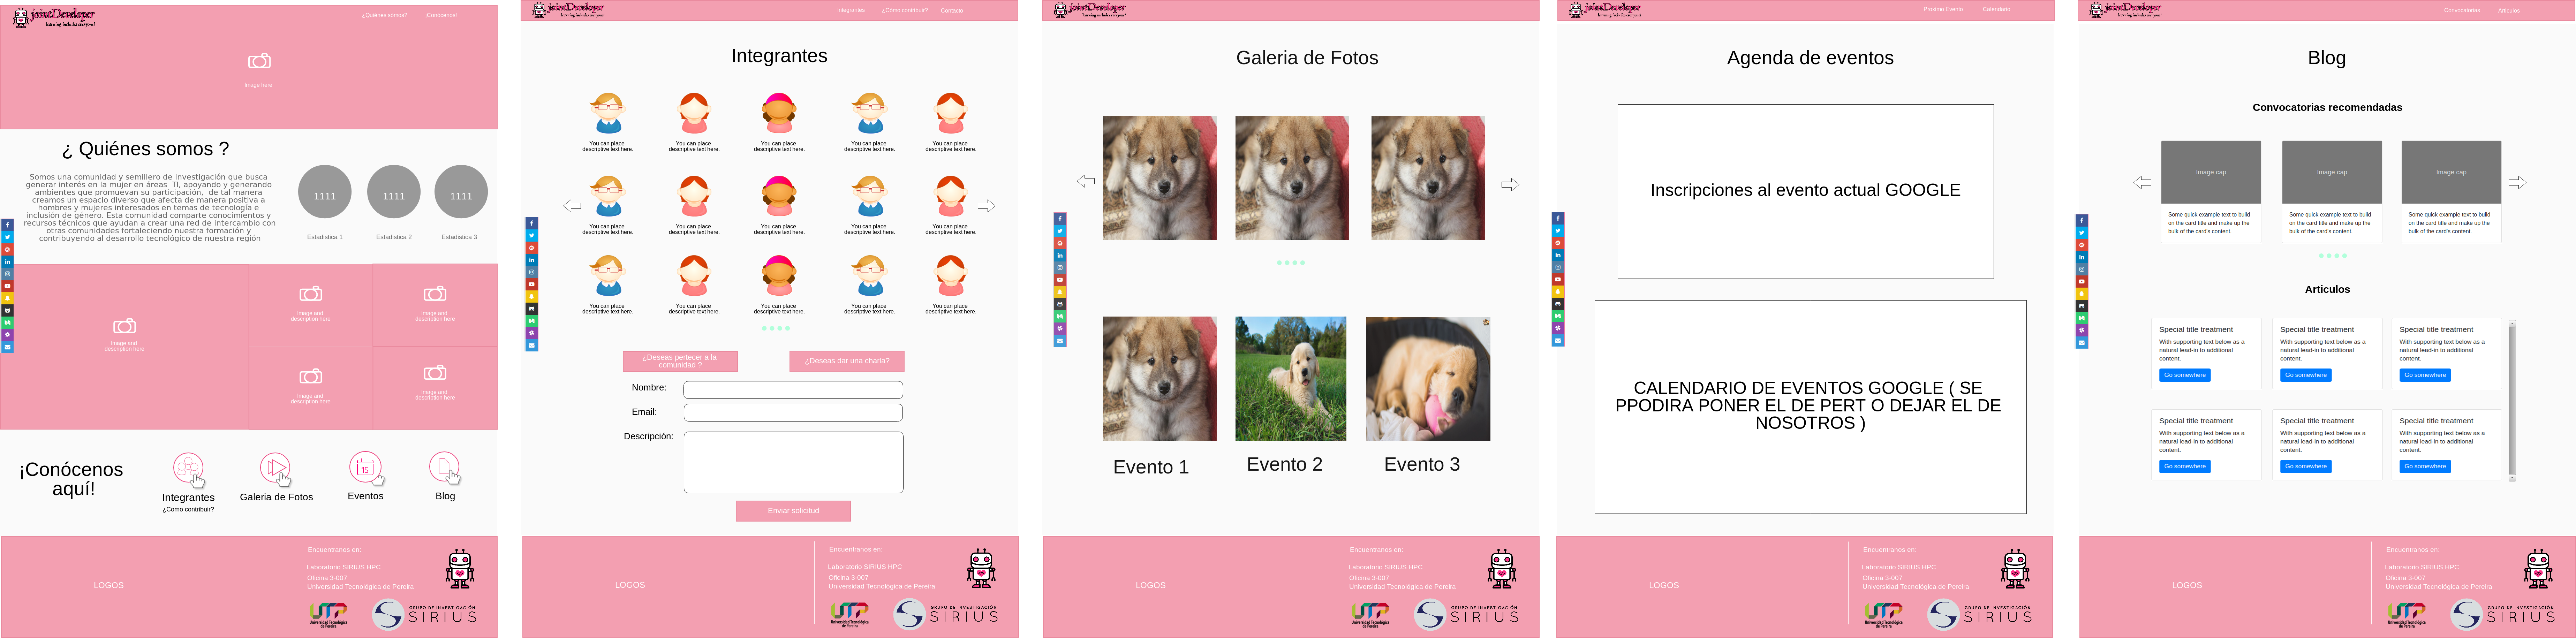 jointDeveloper
learning includes everyone!
¿Quienes somos?
¡Conócenos!
Image here
¿ Quiénes somos ?
Somos una comunidad y semillero de investigación que busca
generar interés en la mujer en áreas TI, apoyando y generando
ambientes que promuevan su participación, de tal manera
creamos un espacio diverso que afecta de manera positiva a
hombres y mujeres interesados en temas de tecnología e
inclusión de género. Esta comunidad comparte conocimientos y
recursos técnicos que ayudan a crear una red de intercambio con
otras comunidades fortaleciendo nuestra formación y
contribuyendo al desarrollo tecnológico de nuestra región
1111
1111
1111
Estadística 1
Estadística 2
Estadística 3
Image and
description here
Image and
description here
Image and
description here
Image and
description here
Image and
description here
¡Conócenos
aquí!
15
Integrantes
¿Como contribuir?
Galeria de Fotos
Eventos
Blog
LOGOS
Encuentranos en:
Laboratorio SIRIUS HPC
Oficina 3-007
Universidad Tecnológica de Pereira
UTP
Universidad Tecnológica
de Pereira
GRUPO DE INVESTIGACIÓN
SIRIUS
jointDeveloper
learning includes everyone!
Integrantes
¿Cómo contribuir?
Contacto
Integrantes
You can place
descriptive text here.
You can place
descriptive text here.
You can place
descriptive text here.
You can place
descriptive text here.
You can place
descriptive text here.
You can place
descriptive text here.
You can place
descriptive text here.
You can place
descriptive text here.
You can place
descriptive text here.
You can place
descriptive text here.
You can place
descriptive text here.
You can place
descriptive text here.
You can place
descriptive text here.
You can place
descriptive text here.
You can place
descriptive text here.
¿Deseas pertecer a la
comunidad ?
¿Deseas dar una charla?
Nombre:
Email:
Descripción:
Enviar solicitud
LOGOS
Encuentranos en:
Laboratorio SIRIUS HPC
Oficina 3-007
Universidad Tecnológica de Pereira
UTP
Universidad Tecnológica
de Pereira
GRUPO DE INVESTIGACIÓN
SIRIUS
jointDeveloper
learning includes everyone!
Galeria de Fotos
Evento 1
Evento 2
Evento 3
LOGOS
Encuentranos en:
Laboratorio SIRIUS HPC
Oficina 3-007
Universidad Tecnológica de Pereira
UTP
Universidad Tecnológica
de Pereira
GRUPO DE INVESTIGACIÓN
SIRIUS
jointDeveloper
learning includes everyone!
Proximo Evento
Calendario
Agenda de eventos
Inscripciones al evento actual GOOGLE
CALENDARIO DE EVENTOS GOOGLE ( SE
PPODIRA PONER EL DE PERT O DEJAR EL DE
NOSOTROS )
LOGOS
Encuentranos en:
Laboratorio SIRIUS HPC
Oficina 3-007
Universidad Tecnológica de Pereira
UTP
Universidad Tecnológica
de Pereira
GRUPO DE INVESTIGACIÓN
SIRIUS
jointDeveloper
learning includes everyone!
Convocatorias
Articulos
Blog
Convocatorias recomendadas
Image cap
Image cap
Image cap
Some quick example text to build
on the card title and make up the
bulk of the card's content.
Some quick example text to build
on the card title and make up the
bulk of the card's content.
Some quick example text to build
on the card title and make up the
bulk of the card's content.
Articulos
Special title treatment
With supporting text below as a
natural lead-in to additional
content.
Go somewhere
Special title treatment
With supporting text below as a
natural lead-in to additional
content.
Go somewhere
Special title treatment
With supporting text below as a
natural lead-in to additional
content.
Go somewhere
Special title treatment
With supporting text below as a
natural lead-in to additional
content.
Go somewhere
Special title treatment
With supporting text below as a
natural lead-in to additional
content.
Go somewhere
Special title treatment
With supporting text below as a
natural lead-in to additional
content.
Go somewhere
LOGOS
Encuentranos en:
Laboratorio SIRIUS HPC
Oficina 3-007
Universidad Tecnológica de Pereira
UTP
Universidad Tecnológica
de Pereira
GRUPO DE INVESTIGACIÓN
SIRIUS